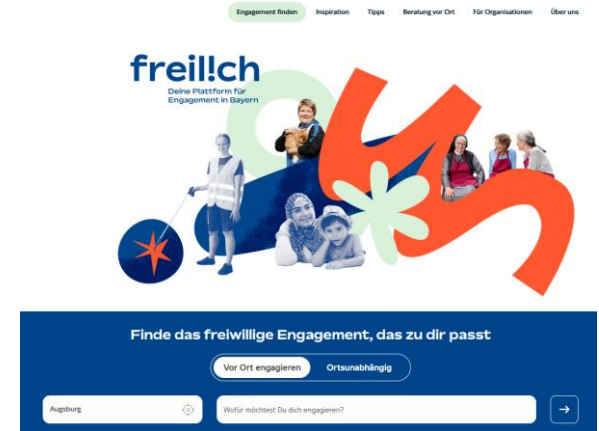 Engagement finden Inspiration Tipps Beratung vor Ort Für Organisationen Über uns
freil!ch
Deine Plattform für
Engagement in Bayern
Finde das freiwillige Engagement, das zu dir passt
Vor Ort engagieren Ortsunabhängig
Augsburg Wofür möchtest Du dich engagieren?